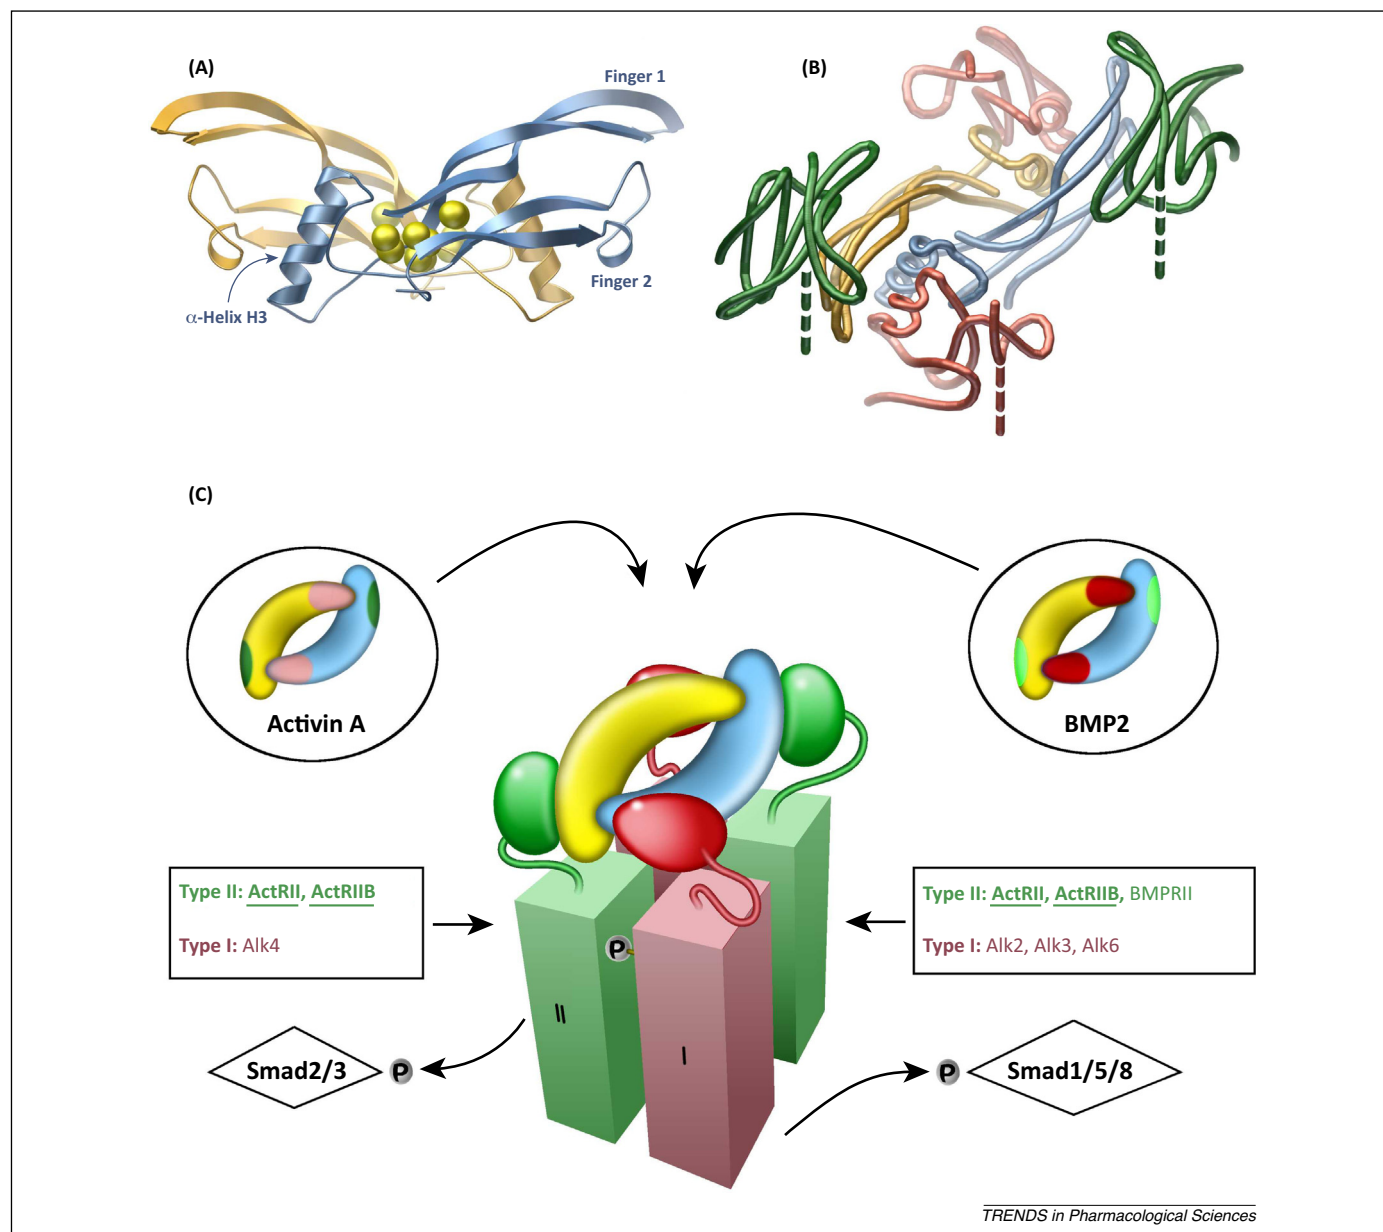 (A)
Finger 1
Finger 2
α-Helix H3
(B)
(C)
Activin A
BMP2
Type II: ActRII, ActRIIB
Type I: Alk4
Type II: ActRII, ActRIIB, BMPRII
Type I: Alk2, Alk3, Alk6
P
II
I
Smad2/3
P
P
Smad1/5/8
TRENDS in Pharmacological Sciences